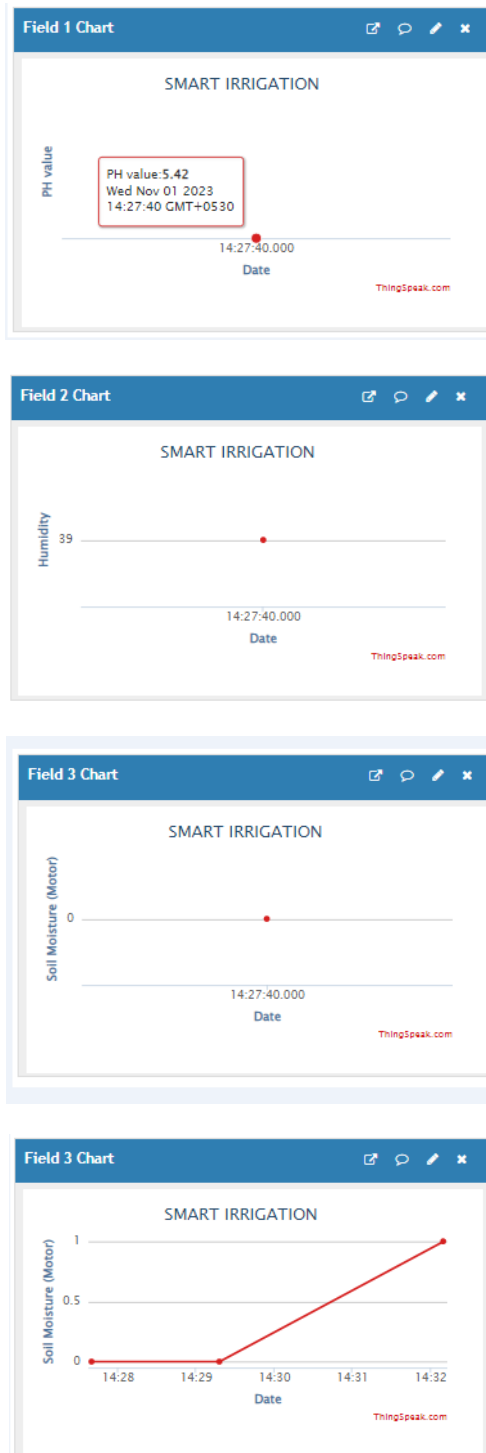 Field 1 Chart
SMART IRRIGATION
PH value
PH value:5.42
Wed Nov 01 2023
14:27:40 GMT+0530
14:27:40.000
Date
ThingSpeak.com
Field 2 Chart
SMART IRRIGATION
Humidity
39
14:27:40.000
Date
ThingSpeak.com
Field 3 Chart
SMART IRRIGATION
Soil Moisture (Motor)
0
14:27:40.000
Date
ThingSpeak.com
Field 3 Chart
SMART IRRIGATION
Soil Moisture (Motor)
1
0.5
0
14:28 14:29 14:30 14:31 14:32
Date
ThingSpeak.com